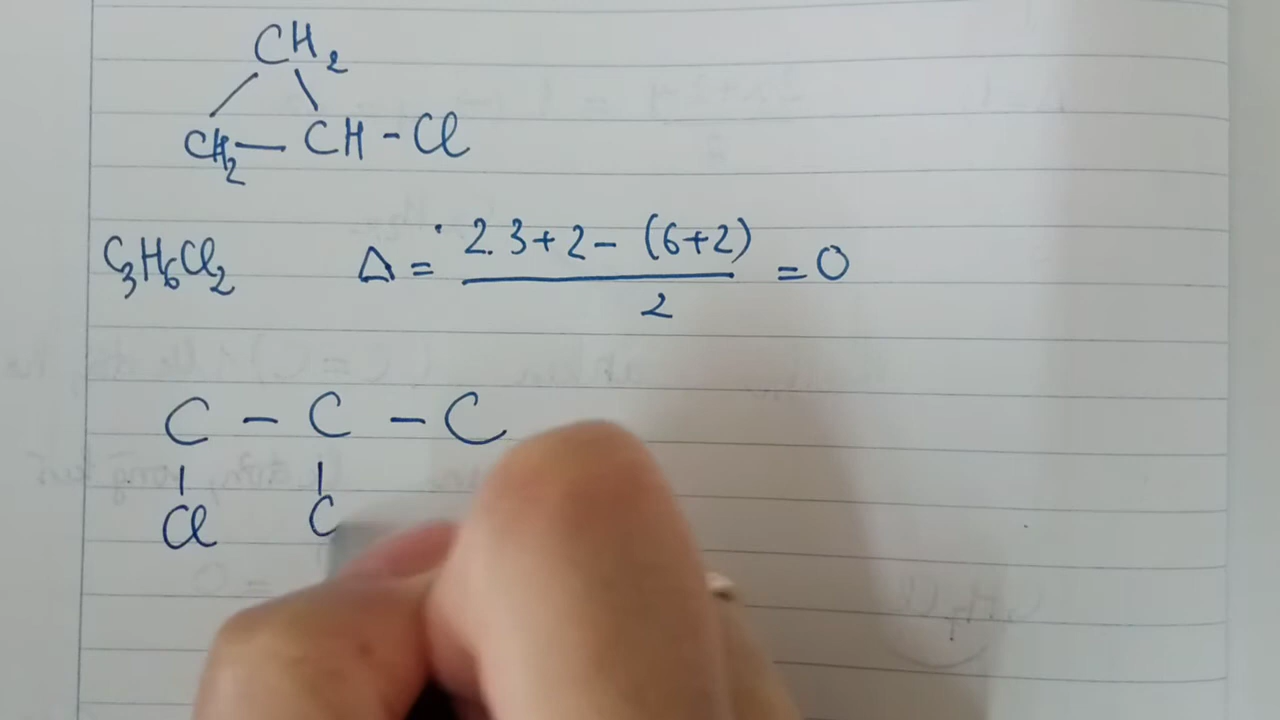 CH₂
CH₂ — CH - Cl
C₃H₆Cl₂ Δ = 2.3+2-(6+2) / 2 = 0
C - C - C
Cl C